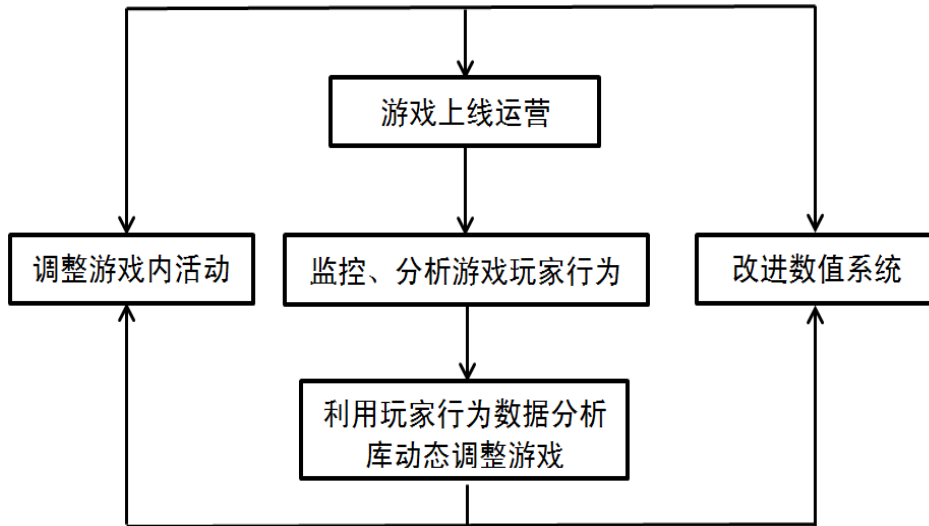 游戏上线运营
调整游戏内活动
监控、分析游戏玩家行为
改进数值系统
利用玩家行为数据分析
库动态调整游戏